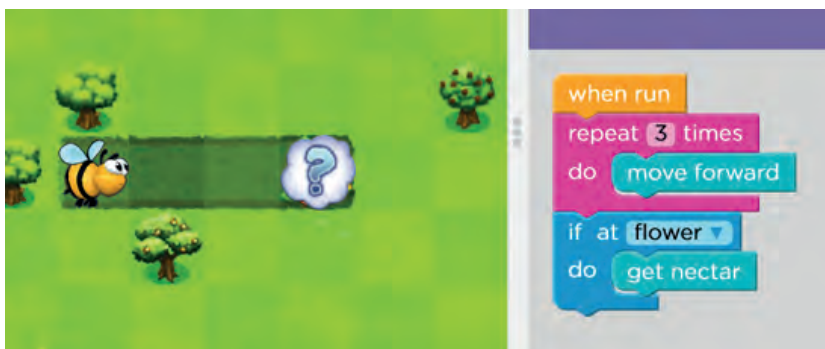 ?
when run
repeat 3 times
do move forward
if at flower
do get nectar